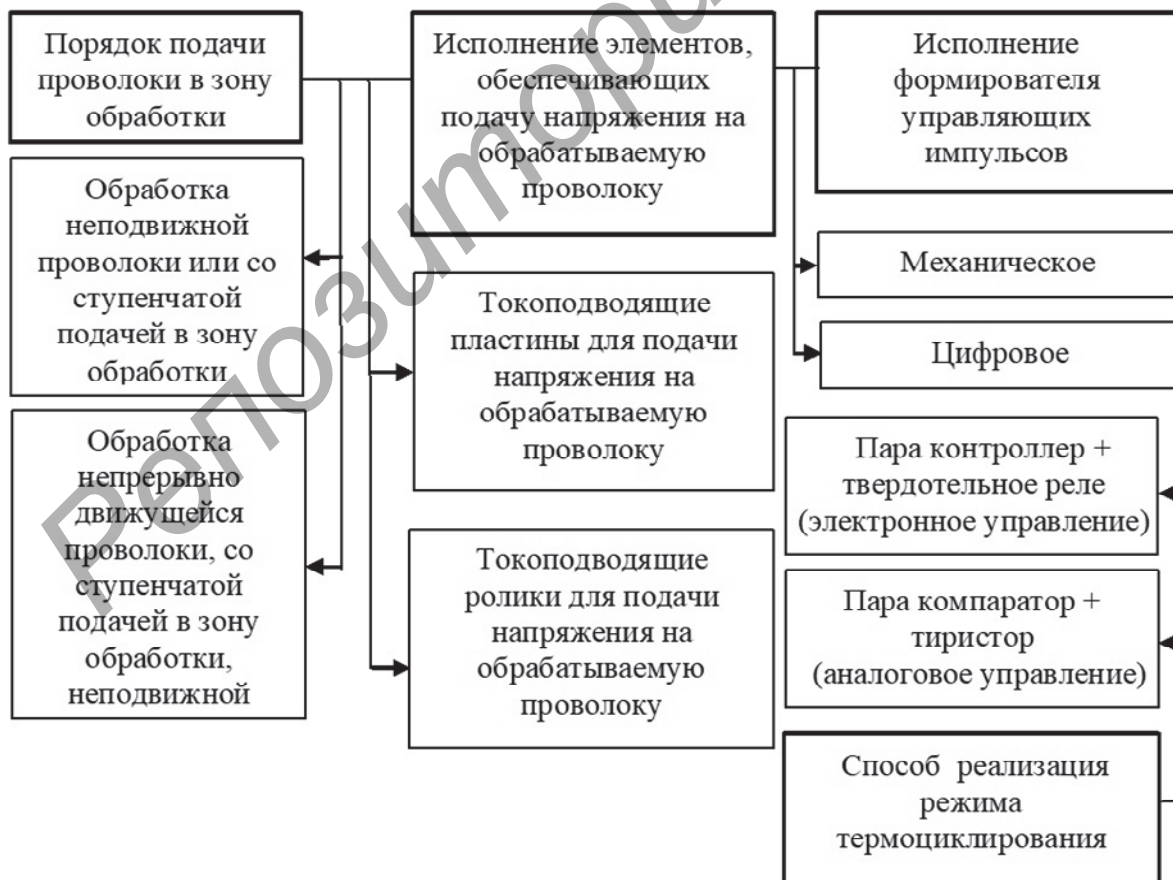 Порядок подачи
проволоки в зону
обработки
Обработка
неподвижной
проволоки или со
ступенчатой
подачей в зону
обработки
Обработка
непрерывно
движущейся
проволоки, со
ступенчатой
подачей в зону
обработки,
неподвижной
Исполнение элементов,
обеспечивающих
подачу напряжения на
обрабатываемую
проволоку
Токоподводящие
пластины для подачи
напряжения на
обрабатываемую
проволоку
Токоподводящие
ролики для подачи
напряжения на
обрабатываемую
проволоку
Исполнение
формирователя
управляющих
импульсов
Механическое
Цифровое
Пара контроллер +
твердотельное реле
(электронное управление)
Пара компаратор +
тиристор
(аналоговое управление)
Способ реализация
режима
термоциклирования